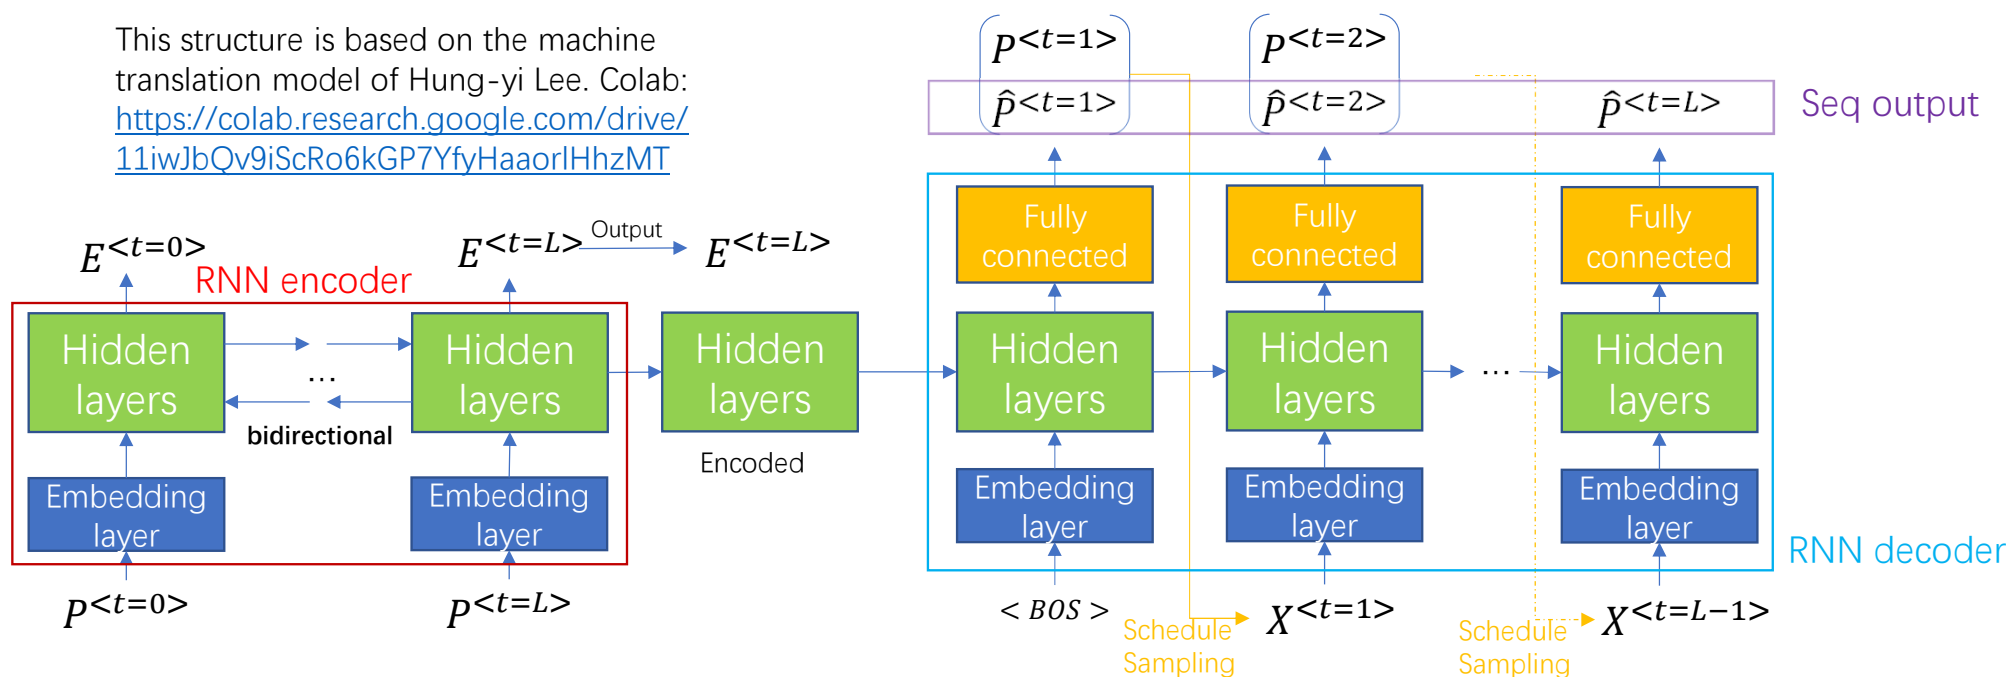 This structure is based on the machine
translation model of Hung-yi Lee. Colab:
https://colab.research.google.com/drive/
11iwJbQv9iScRo6kGP7YfyHaaorlHhzMT
P<t=1>
P<t=2>
P̂<t=1>
P̂<t=2>
P̂<t=L>
Seq output
E<t=0>
E<t=L>
Output
E<t=L>
RNN encoder
Fully
connected
Fully
connected
Fully
connected
Hidden
layers
...
bidirectional
Hidden
layers
Hidden
layers
Encoded
Hidden
layers
Hidden
layers
...
Hidden
layers
Embedding
layer
Embedding
layer
Embedding
layer
Embedding
layer
Embedding
layer
RNN decoder
P<t=0>
P<t=L>
< BOS >
Schedule
Sampling
X<t=1>
Schedule
Sampling
X<t=L−1>